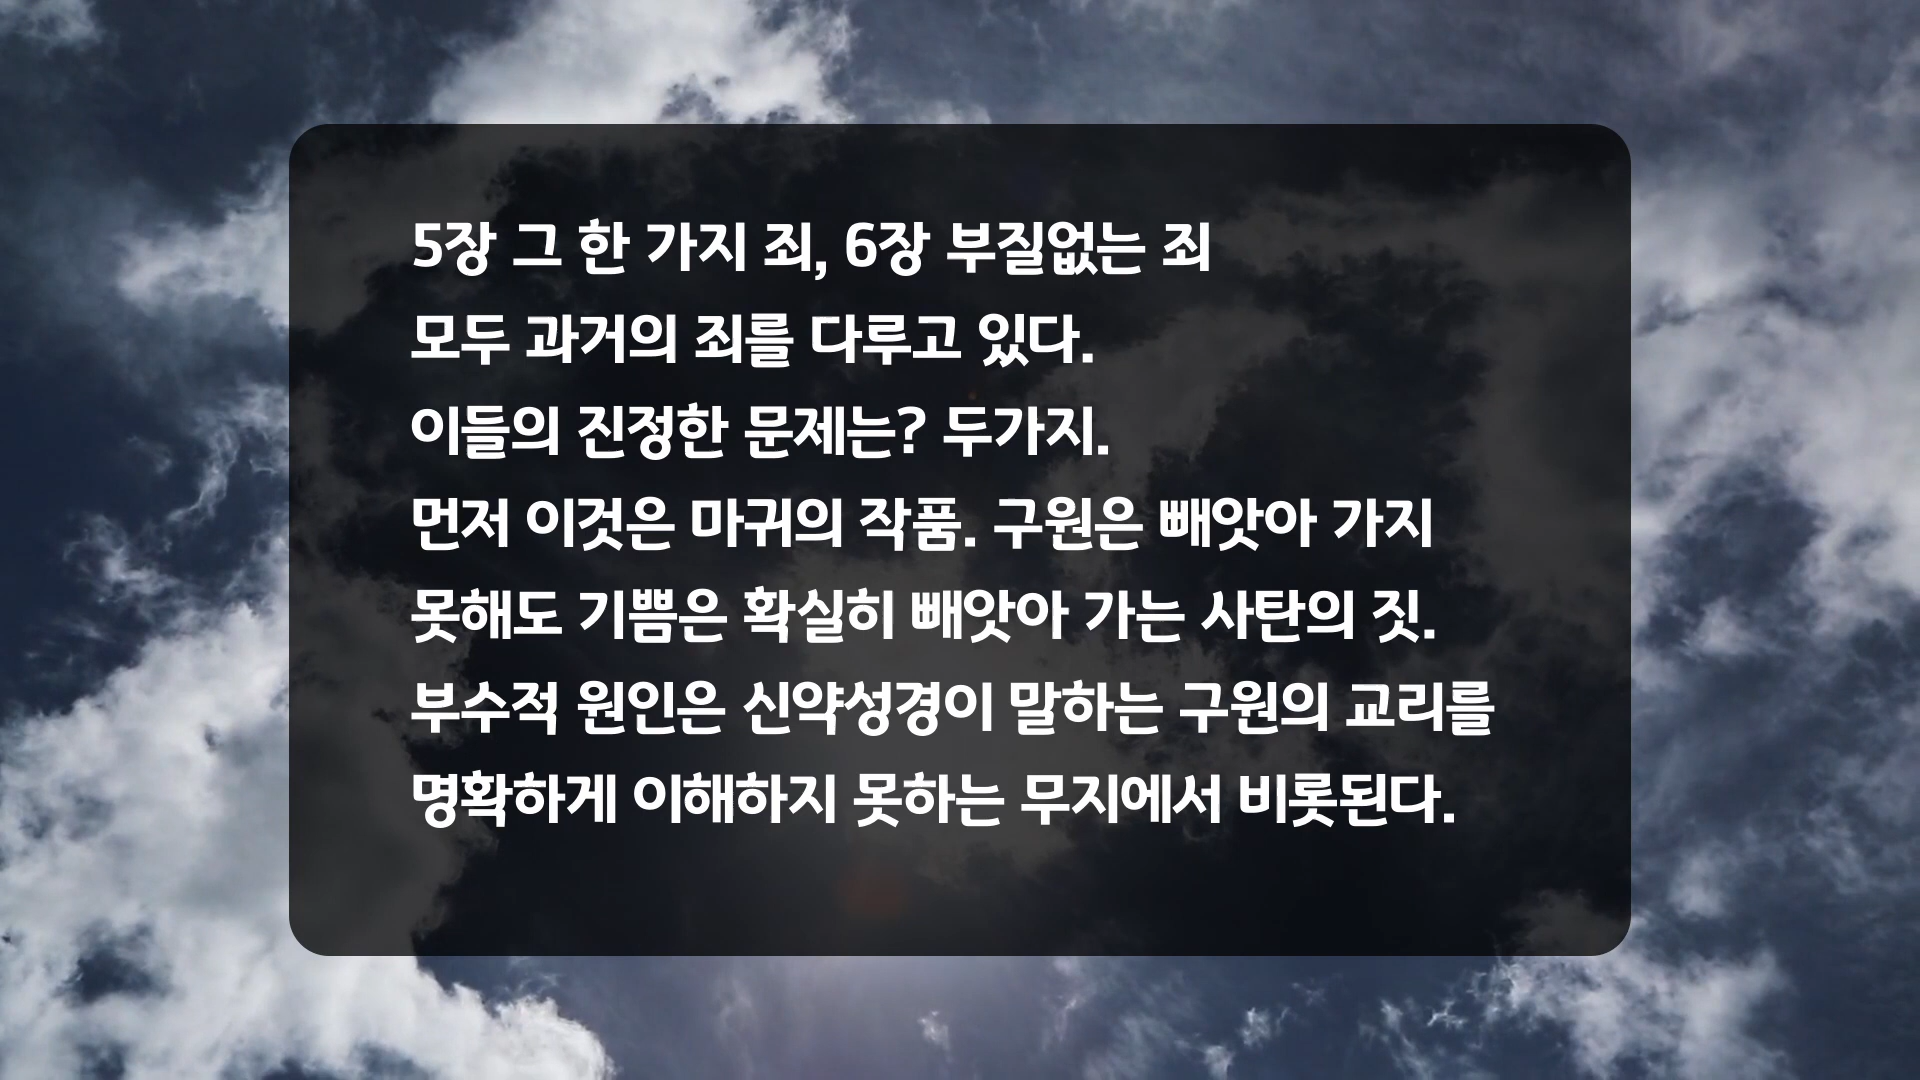 5장 그 한 가지 죄, 6장 부질없는 죄
모두 과거의 죄를 다루고 있다.
이들의 진정한 문제는? 두가지.
먼저 이것은 마귀의 작품. 구원은 빼앗아 가지
못해도 기쁨은 확실히 빼앗아 가는 사탄의 짓.
부수적 원인은 신약성경이 말하는 구원의 교리를
명확하게 이해하지 못하는 무지에서 비롯된다.